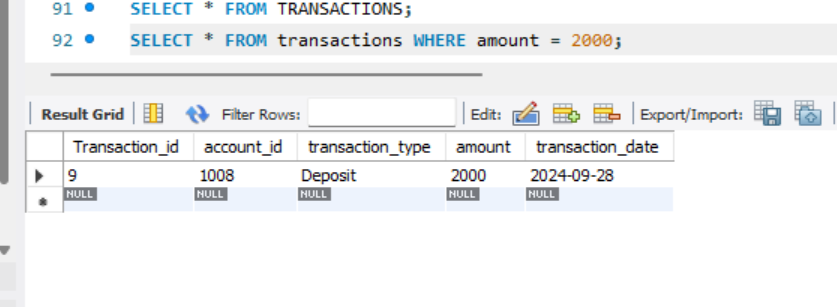 91 SELECT * FROM TRANSACTIONS;
92 SELECT * FROM transactions WHERE amount = 2000;
Result Grid Filter Rows: Edit: Export/Import:
Transaction_id account_id transaction_type amount transaction_date
9 1008 Deposit 2000 2024-09-28
NULL NULL NULL NULL NULL